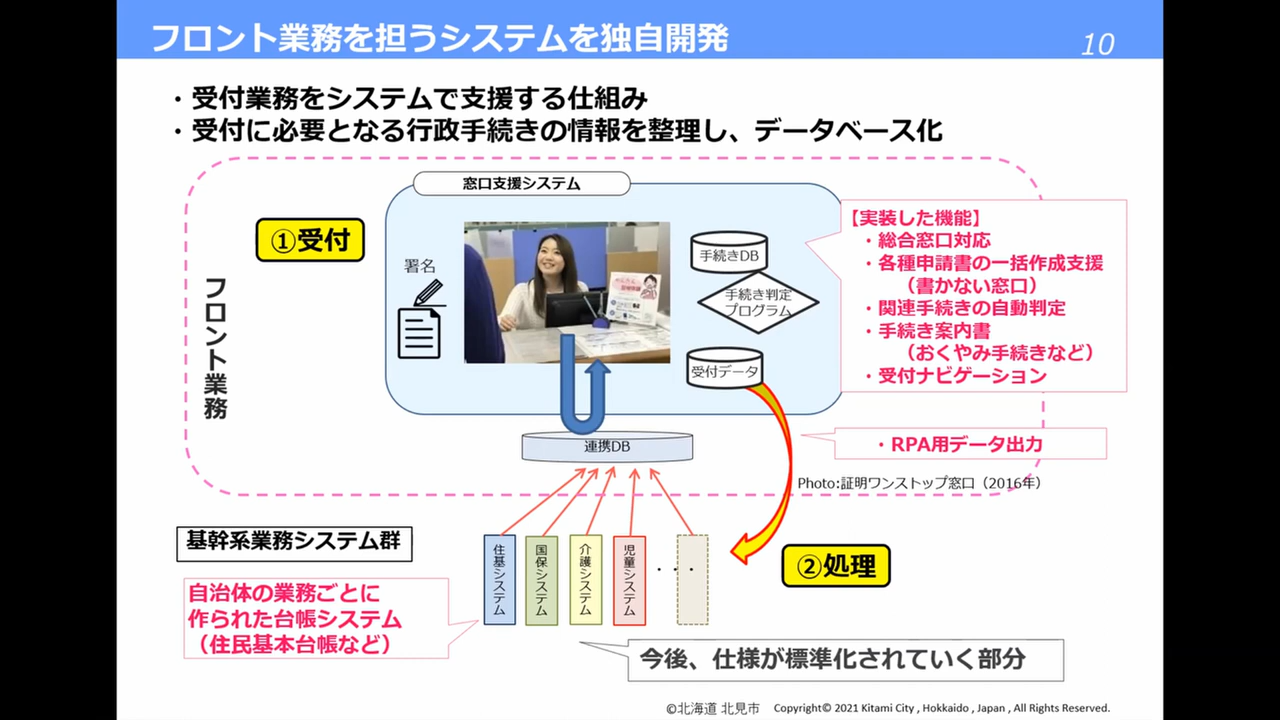 フロント業務を担うシステムを独自開発
10
・受付業務をシステムで支援する仕組み
・受付に必要となる行政手続きの情報を整理し、データベース化
窓口支援システム
①受付
フロント業務
署名
手続きDB
手続き判定
プログラム
受付データ
【実装した機能】
・総合窓口対応
・各種申請書の一括作成支援
（書かない窓口）
・関連手続きの自動判定
・手続き案内書
（おくやみ手続きなど）
・受付ナビゲーション
連携DB
・RPA用データ出力
Photo:証明ワンストップ窓口（2016年）
基幹系業務システム群
自治体の業務ごとに
作られた台帳システム
（住民基本台帳など）
住基システム
国保システム
介護システム
児童システム
・・・
②処理
今後、仕様が標準化されていく部分
©北海道 北見市 Copyright© 2021 Kitami City , Hokkaido , Japan , All Rights Reserved.